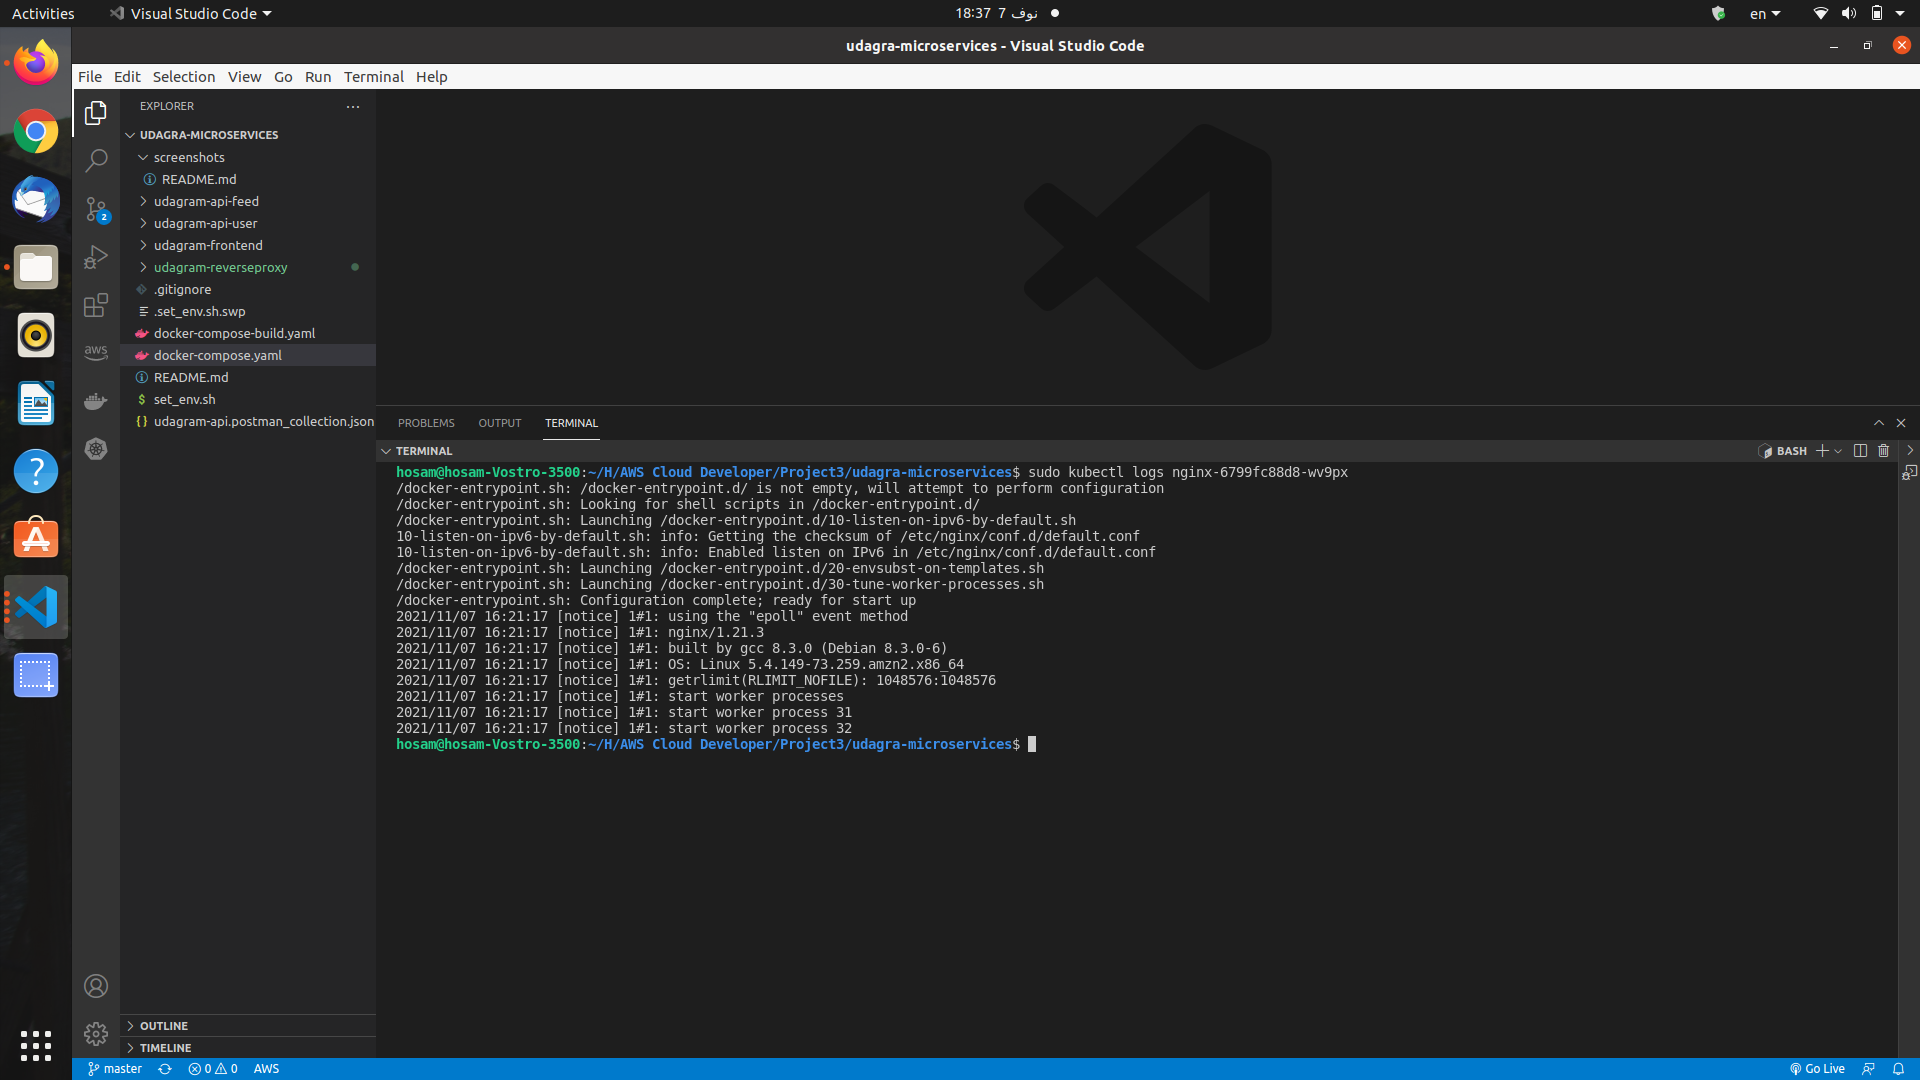 Activities
Visual Studio Code
18:37 7 نوف
en
udagra-microservices - Visual Studio Code
File Edit Selection View Go Run Terminal Help
EXPLORER
UDAGRA-MICROSERVICES
screenshots
README.md
udagram-api-feed
udagram-api-user
udagram-frontend
udagram-reverseproxy
.gitignore
.set_env.sh.swp
docker-compose-build.yaml
docker-compose.yaml
README.md
$ set_env.sh
{} udagram-api.postman_collection.json
2
aws
OUTLINE
TIMELINE
PROBLEMS OUTPUT TERMINAL
TERMINAL
BASH
hosam@hosam-Vostro-3500:~/H/AWS Cloud Developer/Project3/udagra-microservices$ sudo kubectl logs nginx-6799fc88d8-wv9px
/docker-entrypoint.sh: /docker-entrypoint.d/ is not empty, will attempt to perform configuration
/docker-entrypoint.sh: Looking for shell scripts in /docker-entrypoint.d/
/docker-entrypoint.sh: Launching /docker-entrypoint.d/10-listen-on-ipv6-by-default.sh
10-listen-on-ipv6-by-default.sh: info: Getting the checksum of /etc/nginx/conf.d/default.conf
10-listen-on-ipv6-by-default.sh: info: Enabled listen on IPv6 in /etc/nginx/conf.d/default.conf
/docker-entrypoint.sh: Launching /docker-entrypoint.d/20-envsubst-on-templates.sh
/docker-entrypoint.sh: Launching /docker-entrypoint.d/30-tune-worker-processes.sh
/docker-entrypoint.sh: Configuration complete; ready for start up
2021/11/07 16:21:17 [notice] 1#1: using the "epoll" event method
2021/11/07 16:21:17 [notice] 1#1: nginx/1.21.3
2021/11/07 16:21:17 [notice] 1#1: built by gcc 8.3.0 (Debian 8.3.0-6)
2021/11/07 16:21:17 [notice] 1#1: OS: Linux 5.4.149-73.259.amzn2.x86_64
2021/11/07 16:21:17 [notice] 1#1: getrlimit(RLIMIT_NOFILE): 1048576:1048576
2021/11/07 16:21:17 [notice] 1#1: start worker processes
2021/11/07 16:21:17 [notice] 1#1: start worker process 31
2021/11/07 16:21:17 [notice] 1#1: start worker process 32
hosam@hosam-Vostro-3500:~/H/AWS Cloud Developer/Project3/udagra-microservices$
master 0 0 AWS
Go Live